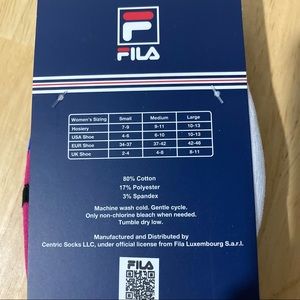 FILA
Women's Sizing Small Medium Large
Hosiery 7-9 9-11 10-13
USA Shoe 4-6 6-10 10-13
EUR Shoe 34-37 37-42 42-46
UK Shoe 2-4 4-8 8-11
80% Cotton
17% Polyester
3% Spandex
Machine wash cold. Gentle cycle.
Only non-chlorine bleach when needed.
Tumble dry low.
Manufactured and Distributed by
Centric Socks LLC, under official license from Fila Luxembourg S.a.r.l.
FILA